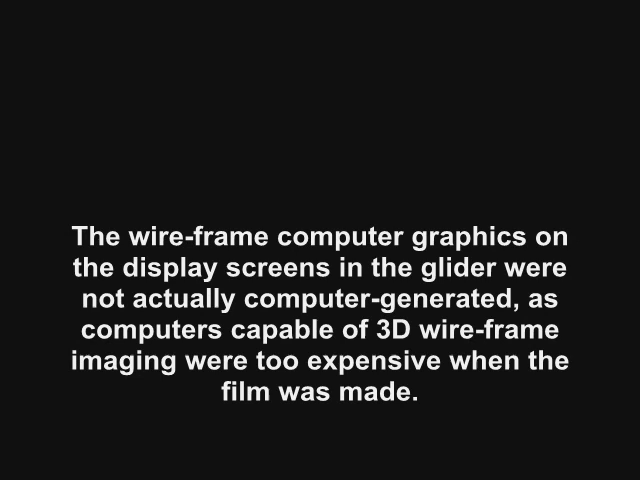 The wire-frame computer graphics on
the display screens in the glider were
not actually computer-generated, as
computers capable of 3D wire-frame
imaging were too expensive when the
film was made.